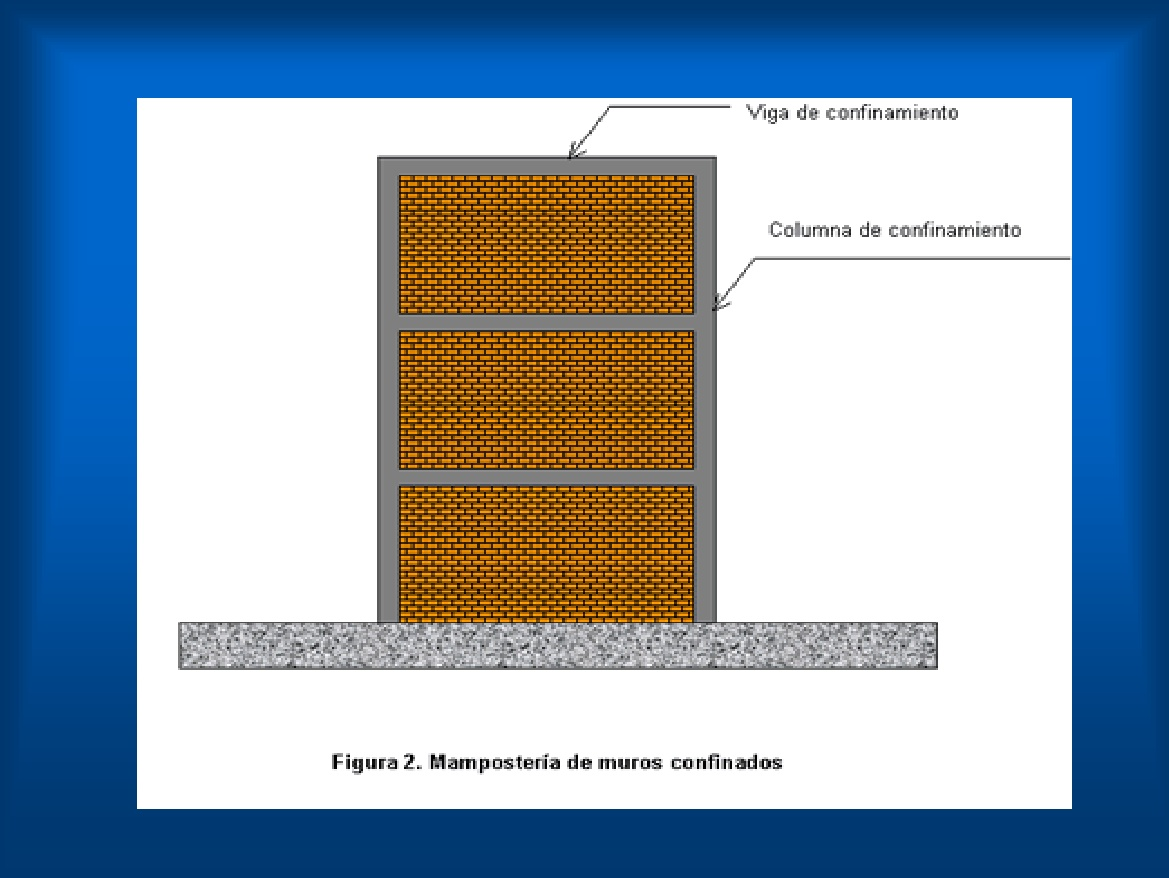 Viga de confinamiento
Columna de confinamiento
Figura 2. Mampostería de muros confinados